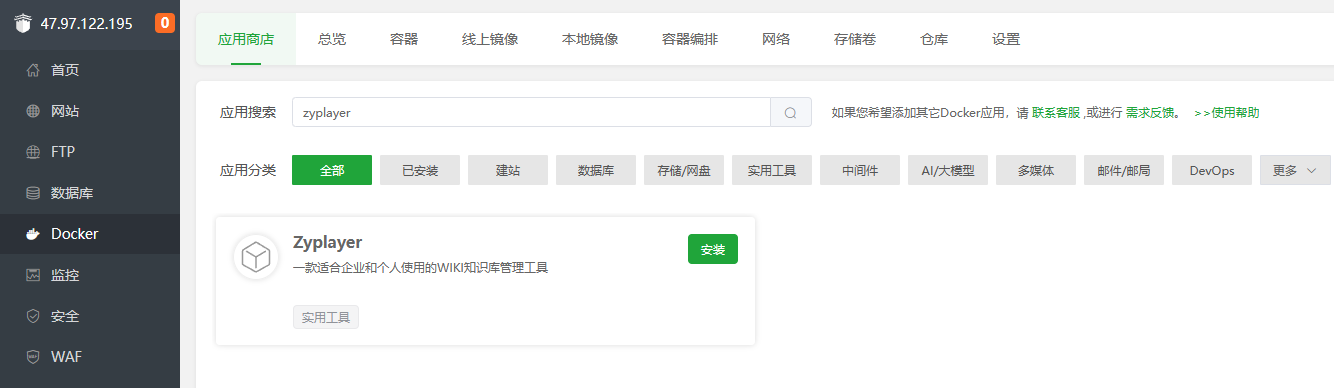 47.97.122.195 0
首页
网站
FTP
数据库
Docker
监控
安全
WAF
应用商店 总览 容器 线上镜像 本地镜像 容器编排 网络 存储卷 仓库 设置
应用搜索 zyplayer 如果您希望添加其它Docker应用，请 联系客服 ,或进行 需求反馈。 >>使用帮助
应用分类 全部 已安装 建站 数据库 存储/网盘 实用工具 中间件 AI/大模型 多媒体 邮件/邮局 DevOps 更多
Zyplayer 安装
一款适合企业和个人使用的WIKI知识库管理工具
实用工具